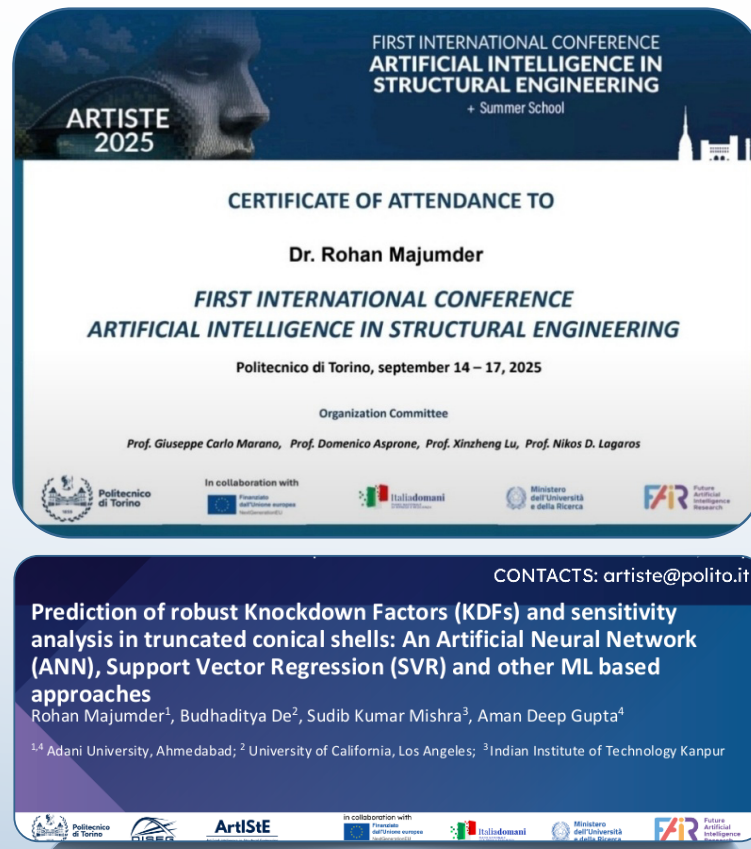 FIRST INTERNATIONAL CONFERENCE
ARTIFICIAL INTELLIGENCE IN
STRUCTURAL ENGINEERING
+ Summer School
ARTISTE
2025
CERTIFICATE OF ATTENDANCE TO
Dr. Rohan Majumder
FIRST INTERNATIONAL CONFERENCE
ARTIFICIAL INTELLIGENCE IN STRUCTURAL ENGINEERING
Politecnico di Torino, september 14 – 17, 2025
Organization Committee
Prof. Giuseppe Carlo Marano, Prof. Domenico Asprone, Prof. Xinzheng Lu, Prof. Nikos D. Lagaros
Politecnico
di Torino
In collaboration with
Finanziato
dall'Unione europea
NextGenerationEU
Italiadomani
Ministero
dell'Università
e della Ricerca
FAIR
Future
Artificial
Intelligence
Research
CONTACTS: artiste@polito.it
Prediction of robust Knockdown Factors (KDFs) and sensitivity
analysis in truncated conical shells: An Artificial Neural Network
(ANN), Support Vector Regression (SVR) and other ML based
approaches
Rohan Majumder¹, Budhaditya De², Sudib Kumar Mishra³, Aman Deep Gupta⁴
¹,⁴ Adani University, Ahmedabad; ² University of California, Los Angeles; ³ Indian Institute of Technology Kanpur
Politecnico
di Torino
DISEG
ArtIStE
in collaboration with
Finanziato
dall'Unione europea
Italiadomani
Ministero
dell'Università
e della Ricerca
FAIR
Future
Artificial
Intelligence
Research